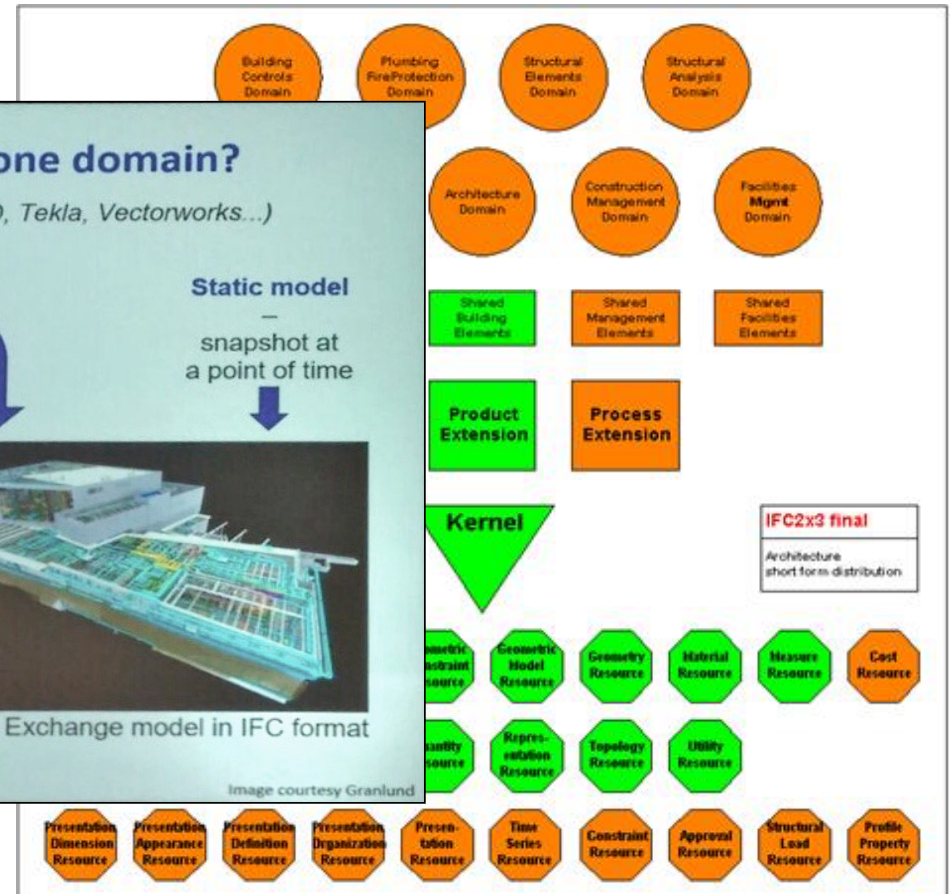 Building
Controls
Domain
Plumbing
FireProtection
Domain
Structural
Elements
Domain
Structural
Analysis
Domain
one domain?
Tekla, Vectorworks...)
Static model
–
snapshot at
a point of time
Exchange model in IFC format
Image courtesy Granlund
Architecture
Domain
Construction
Management
Domain
Facilities
Mgmt
Domain
Shared
Building
Elements
Shared
Management
Elements
Shared
Facilities
Elements
Product
Extension
Process
Extension
Kernel
IFC2x3 final
Architecture
short form distribution
Resource
Geometric
Model
Resource
Geometry
Resource
Material
Resource
Measure
Resource
Cost
Resource
Repres-
entation
Resource
Topology
Resource
Utility
Resource
Presentation
Dimension
Resource
Presentation
Appearance
Resource
Presentation
Definition
Resource
Presentation
Organization
Resource
Presen-
tation
Resource
Time
Series
Resource
Constraint
Resource
Approval
Resource
Structural
Load
Resource
Profile
Property
Resource